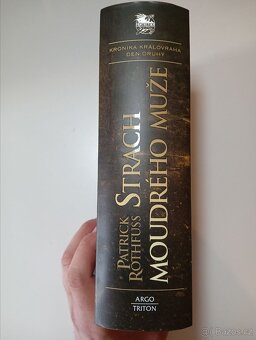 KRONIKA KRÁLOVRAHA
DEN DRUHÝ
PATRICK
ROTHFUSS
STRACH
MOUDRÉHO MUŽE
ARGO
TRITON